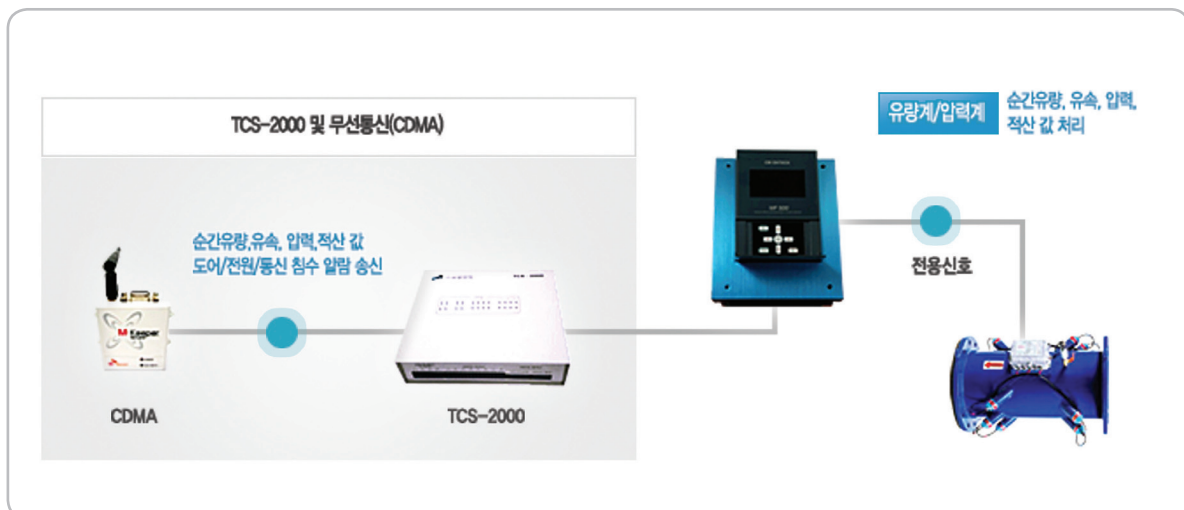 TCS-2000 및 무선통신(CDMA)
유량계/압력계
순간유량, 유속, 압력,
적산 값 처리
순간유량,유속, 압력,적산 값
도어/전원/통신 침수 알람 송신
전용신호
M Keeper
TCS-2000
CDMA
TCS-2000